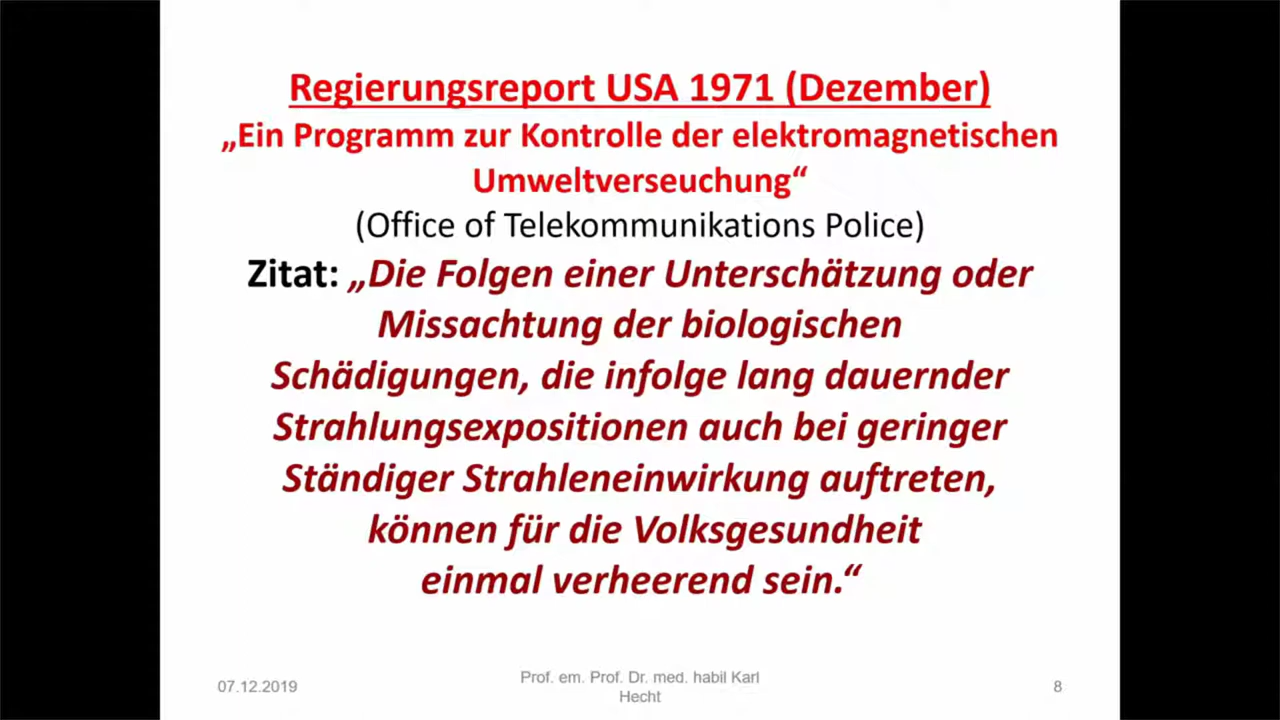 Regierungsreport USA 1971 (Dezember)
„Ein Programm zur Kontrolle der elektromagnetischen
Umweltverseuchung“
(Office of Telekommunikations Police)
Zitat: „Die Folgen einer Unterschätzung oder
Missachtung der biologischen
Schädigungen, die infolge lang dauernder
Strahlungsexpositionen auch bei geringer
Ständiger Strahleneinwirkung auftreten,
können für die Volksgesundheit
einmal verheerend sein.“
07.12.2019
Prof. em. Prof. Dr. med. habil Karl
Hecht
8